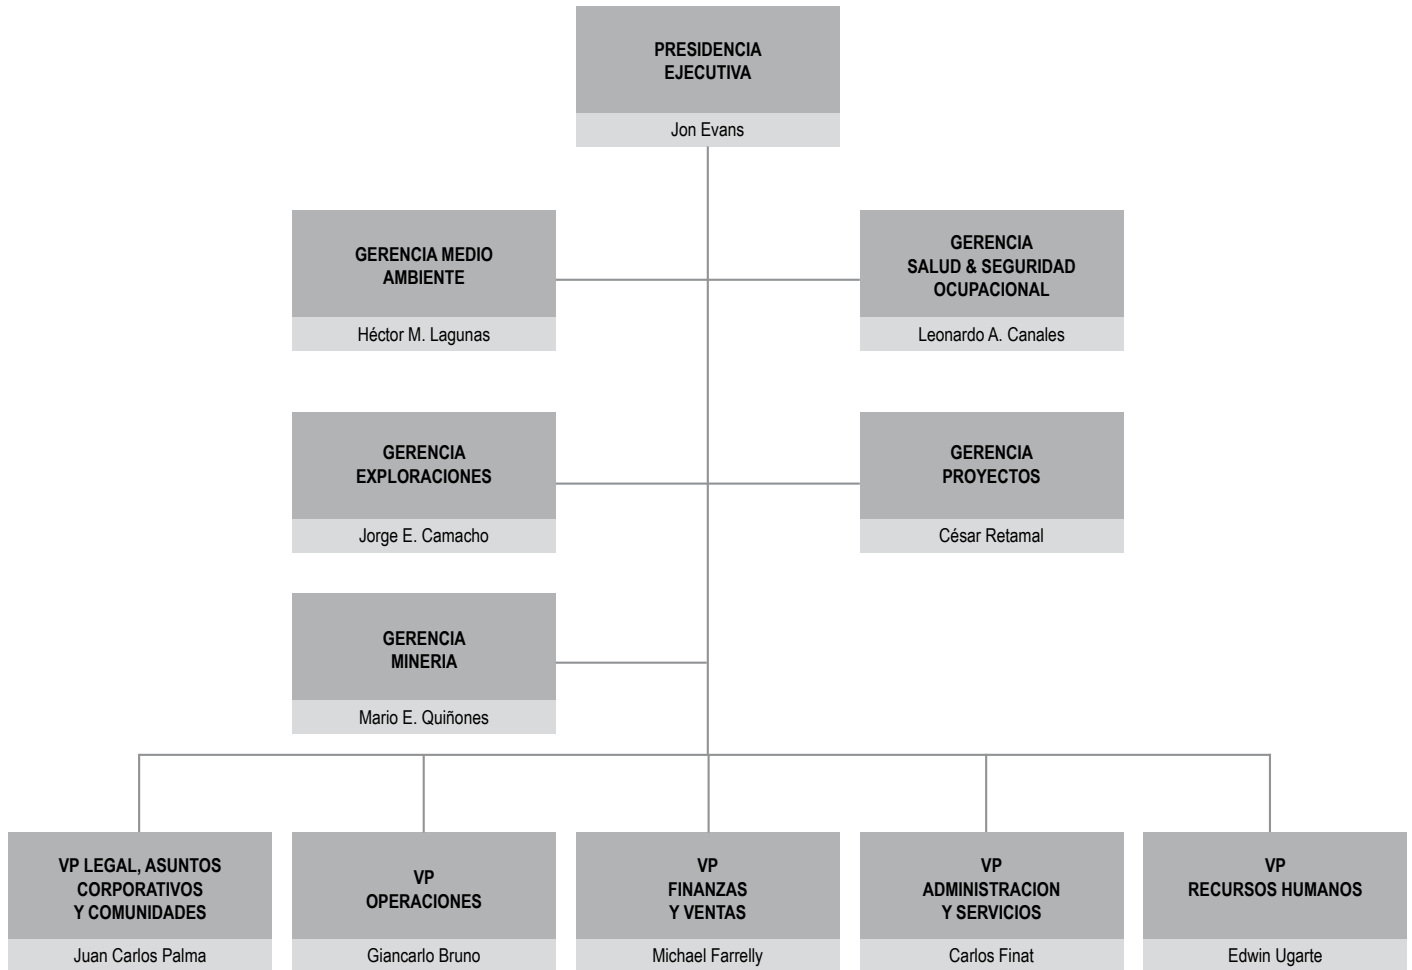 PRESIDENCIA
EJECUTIVA
Jon Evans
GERENCIA MEDIO
AMBIENTE
Héctor M. Lagunas
GERENCIA
SALUD & SEGURIDAD
OCUPACIONAL
Leonardo A. Canales
GERENCIA
EXPLORACIONES
Jorge E. Camacho
GERENCIA
PROYECTOS
César Retamal
GERENCIA
MINERIA
Mario E. Quiñones
VP LEGAL, ASUNTOS
CORPORATIVOS
Y COMUNIDADES
Juan Carlos Palma
VP
OPERACIONES
Giancarlo Bruno
VP
FINANZAS
Y VENTAS
Michael Farrelly
VP
ADMINISTRACION
Y SERVICIOS
Carlos Finat
VP
RECURSOS HUMANOS
Edwin Ugarte